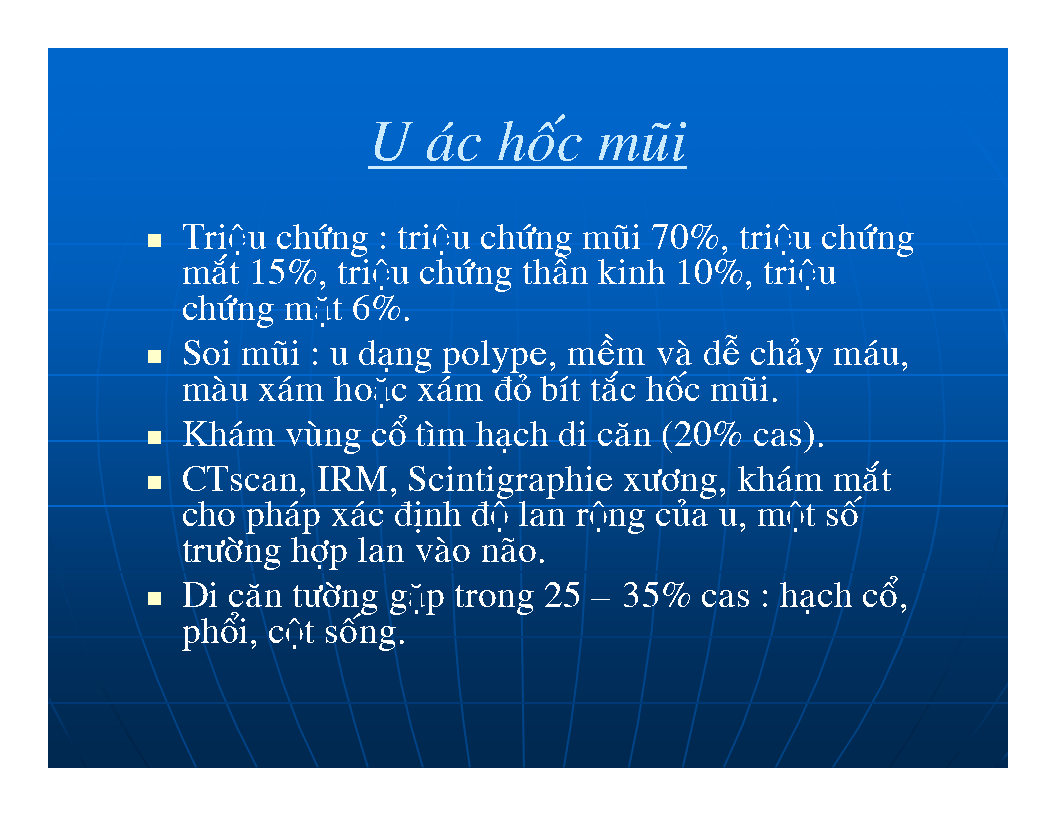 U ác hốc mũi
Triệu chứng : triệu chứng mũi 70%, triệu chứng
mắt 15%, triệu chứng thần kinh 10%, triệu
chứng mặt 6%.
Soi mũi : u dạng polype, mềm và dễ chảy máu,
màu xám hoặc xám đỏ bít tắc hốc mũi.
Khám vùng cổ tìm hạch di căn (20% cas).
CTscan, IRM, Scintigraphie xương, khám mắt
cho pháp xác định độ lan rộng của u, một số
trường hợp lan vào não.
Di căn tường gặp trong 25 – 35% cas : hạch cổ,
phổi, cột sống.